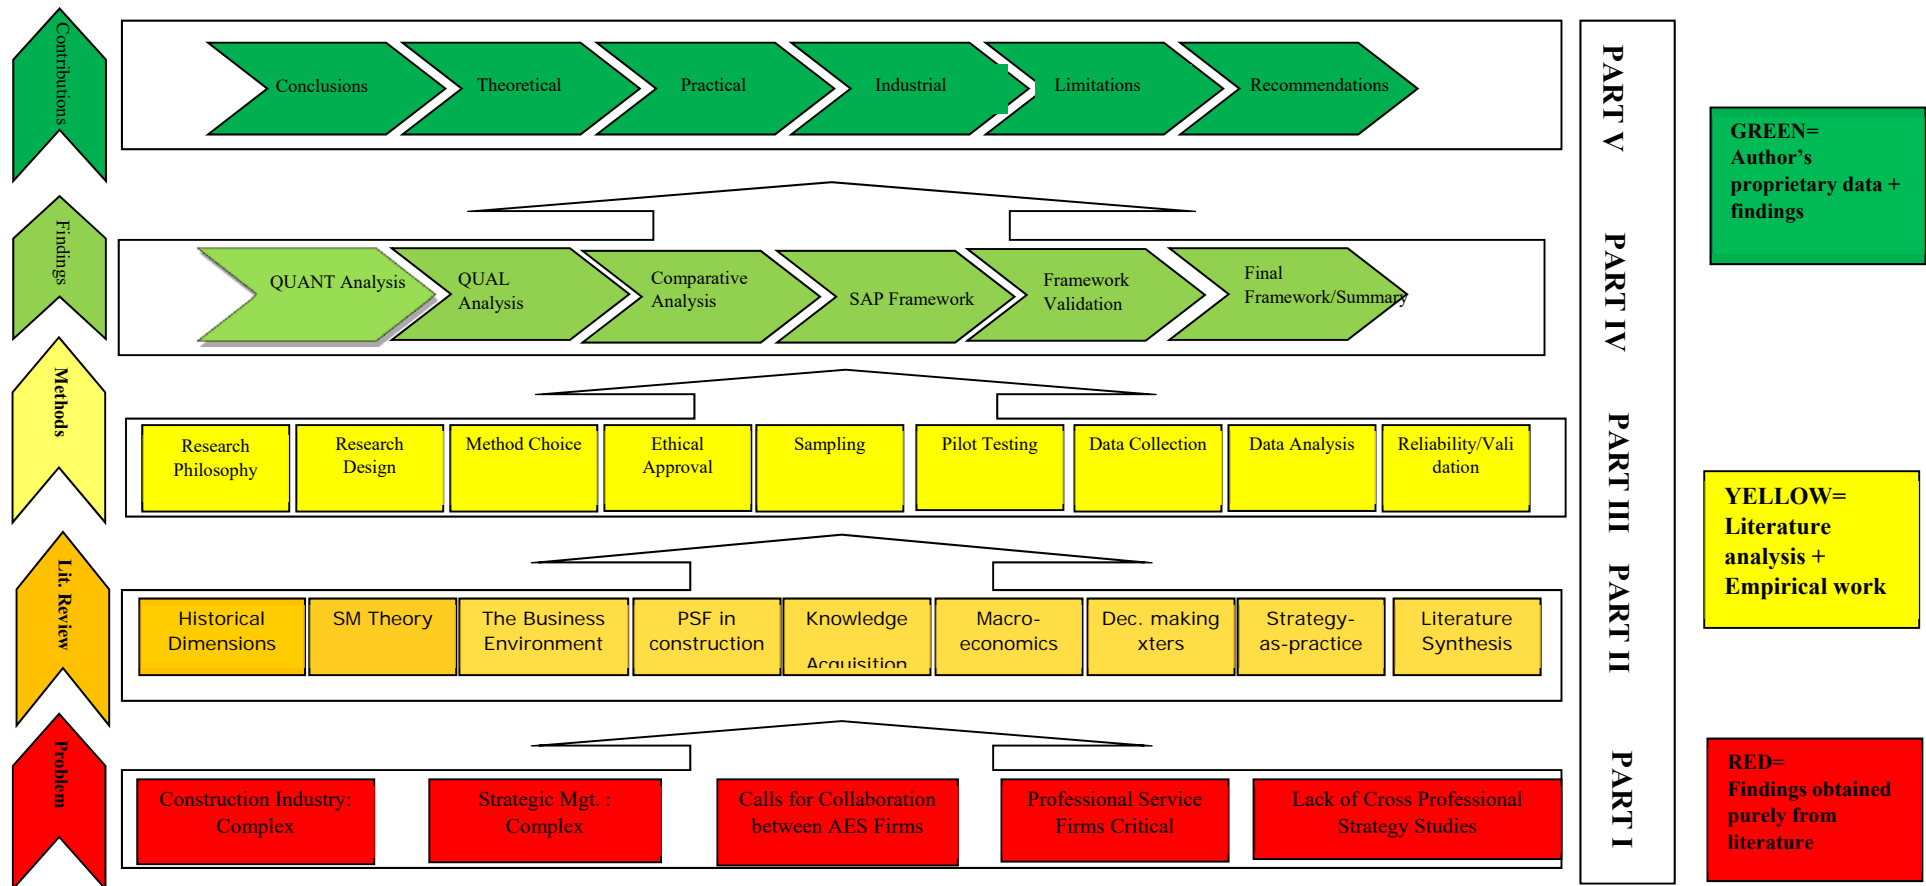 Contributions
Conclusions
Theoretical
Practical
Industrial
Limitations
Recommendations
PART V
GREEN=
Author’s
proprietary data +
findings
Findings
QUANT Analysis
QUAL
Analysis
Comparative
Analysis
SAP Framework
Framework
Validation
Final
Framework/Summary
PART IV
Methods
Research
Philosophy
Research
Design
Method Choice
Ethical
Approval
Sampling
Pilot Testing
Data Collection
Data Analysis
Reliability/Vali
dation
PART III
YELLOW=
Literature
analysis +
Empirical work
Lit. Review
Historical
Dimensions
SM Theory
The Business
Environment
PSF in
construction
Knowledge
Acquisition
Macro-
economics
Dec. making
xters
Strategy-
as-practice
Literature
Synthesis
PART II
Problem
Construction Industry:
Complex
Strategic Mgt. :
Complex
Calls for Collaboration
between AES Firms
Professional Service
Firms Critical
Lack of Cross Professional
Strategy Studies
PART I
RED=
Findings obtained
purely from
literature